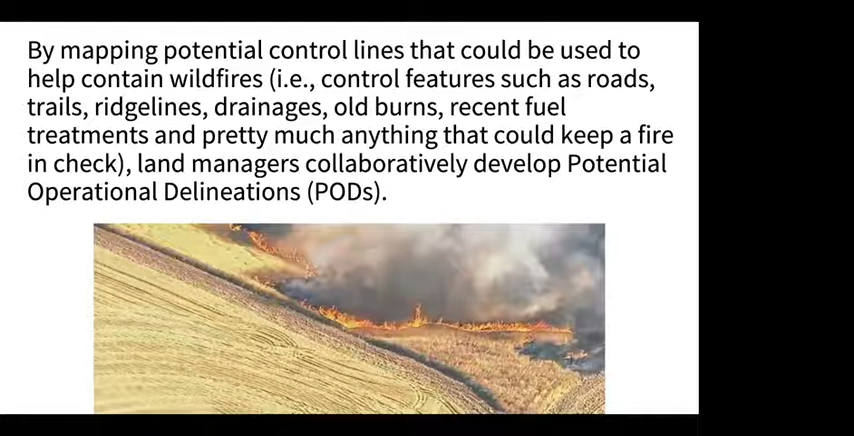 By mapping potential control lines that could be used to
help contain wildfires (i.e., control features such as roads,
trails, ridgelines, drainages, old burns, recent fuel
treatments and pretty much anything that could keep a fire
in check), land managers collaboratively develop Potential
Operational Delineations (PODs).